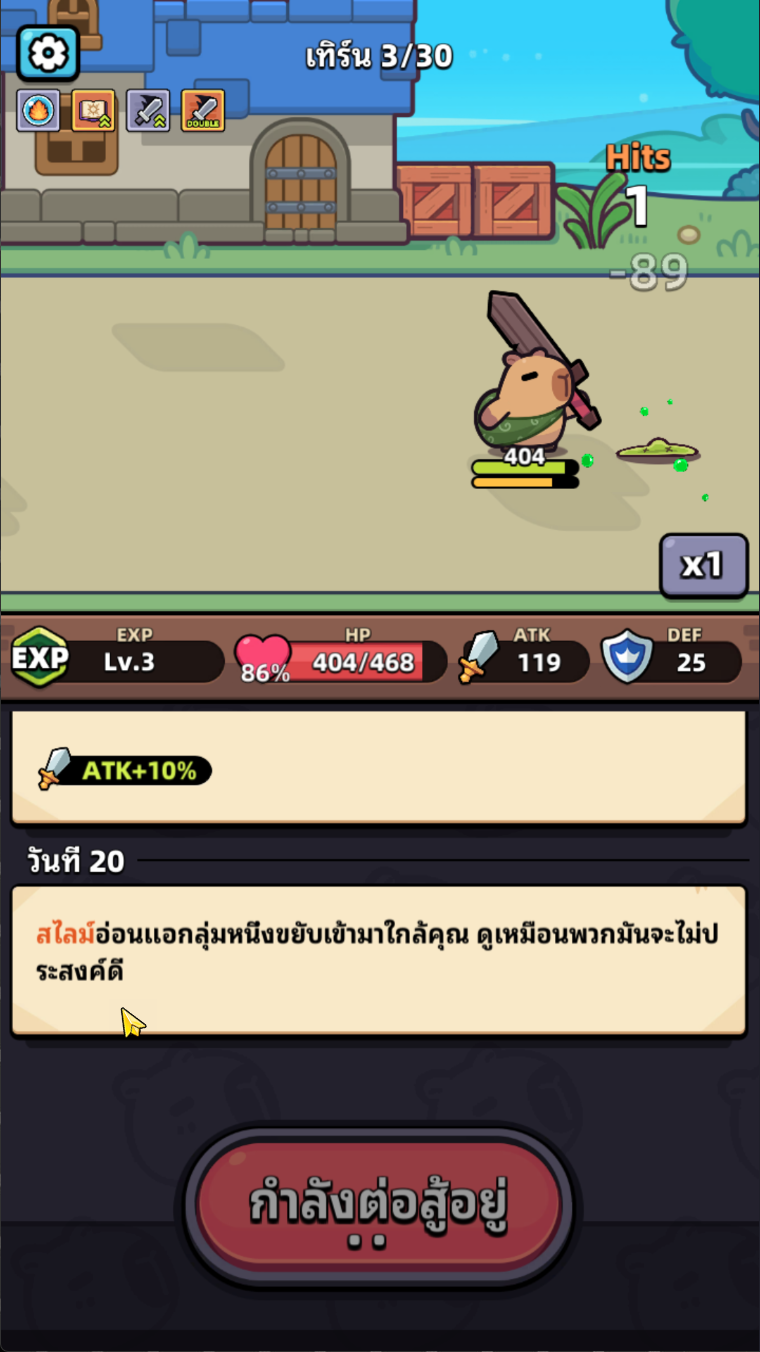 เทิร์น 3/30
DOUBLE
Hits
1
-89
404
x1
EXP
EXP
Lv.3
HP
86%
404/468
ATK
119
DEF
25
ATK+10%
วันที่ 20
สไลม์อ่อนแอกลุ่มหนึ่งขยับเข้ามาใกล้คุณ ดูเหมือนพวกมันจะไม่ป
ระสงค์ดี
กำลังต่อสู้อยู่
..